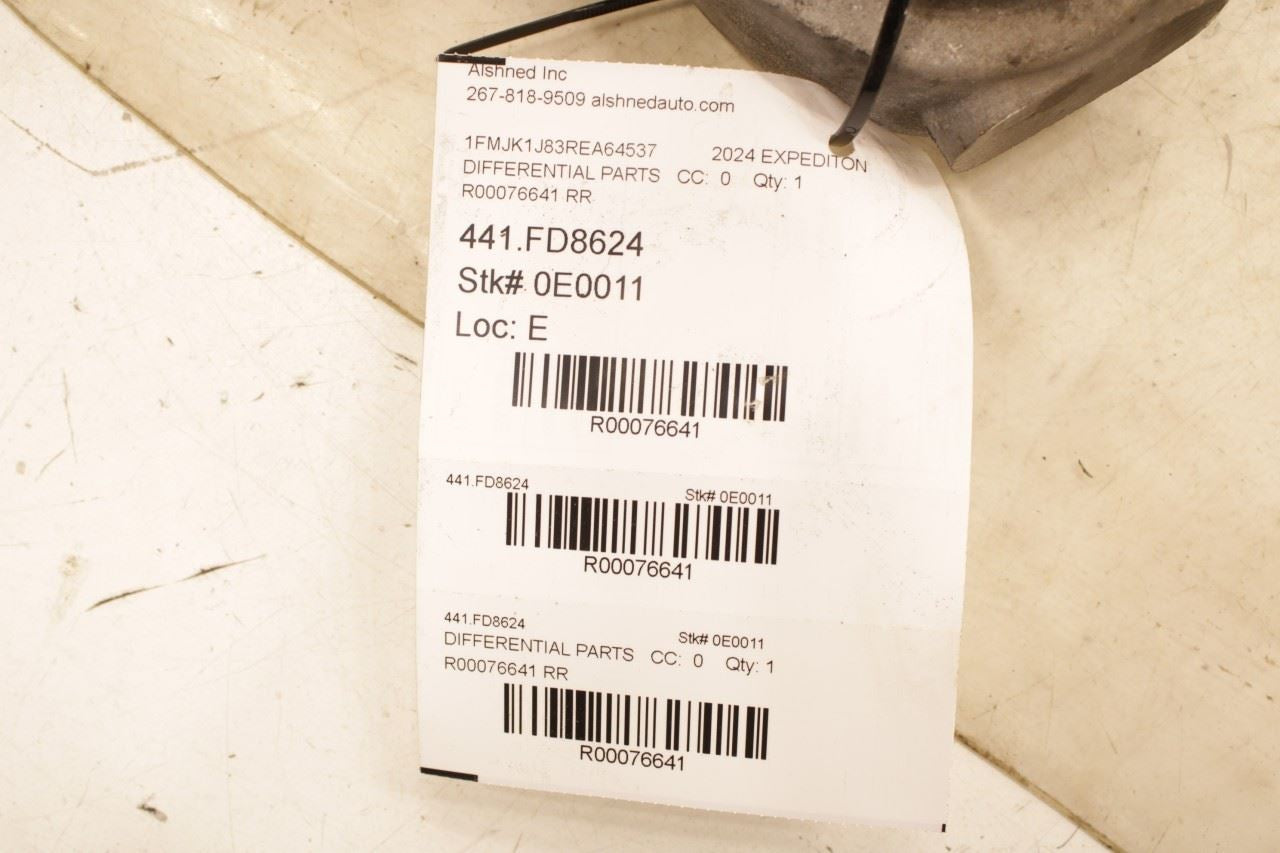 Alshned Inc
267-818-9509 alshnedauto.com
1FMJK1J83REA64537 2024 EXPEDITON
DIFFERENTIAL PARTS CC: 0 Qty: 1
R00076641 RR
441.FD8624
Stk# 0E0011
Loc: E
R00076641
441.FD8624 Stk# 0E0011
R00076641
441.FD8624 Stk# 0E0011
DIFFERENTIAL PARTS CC: 0 Qty: 1
R00076641 RR
R00076641